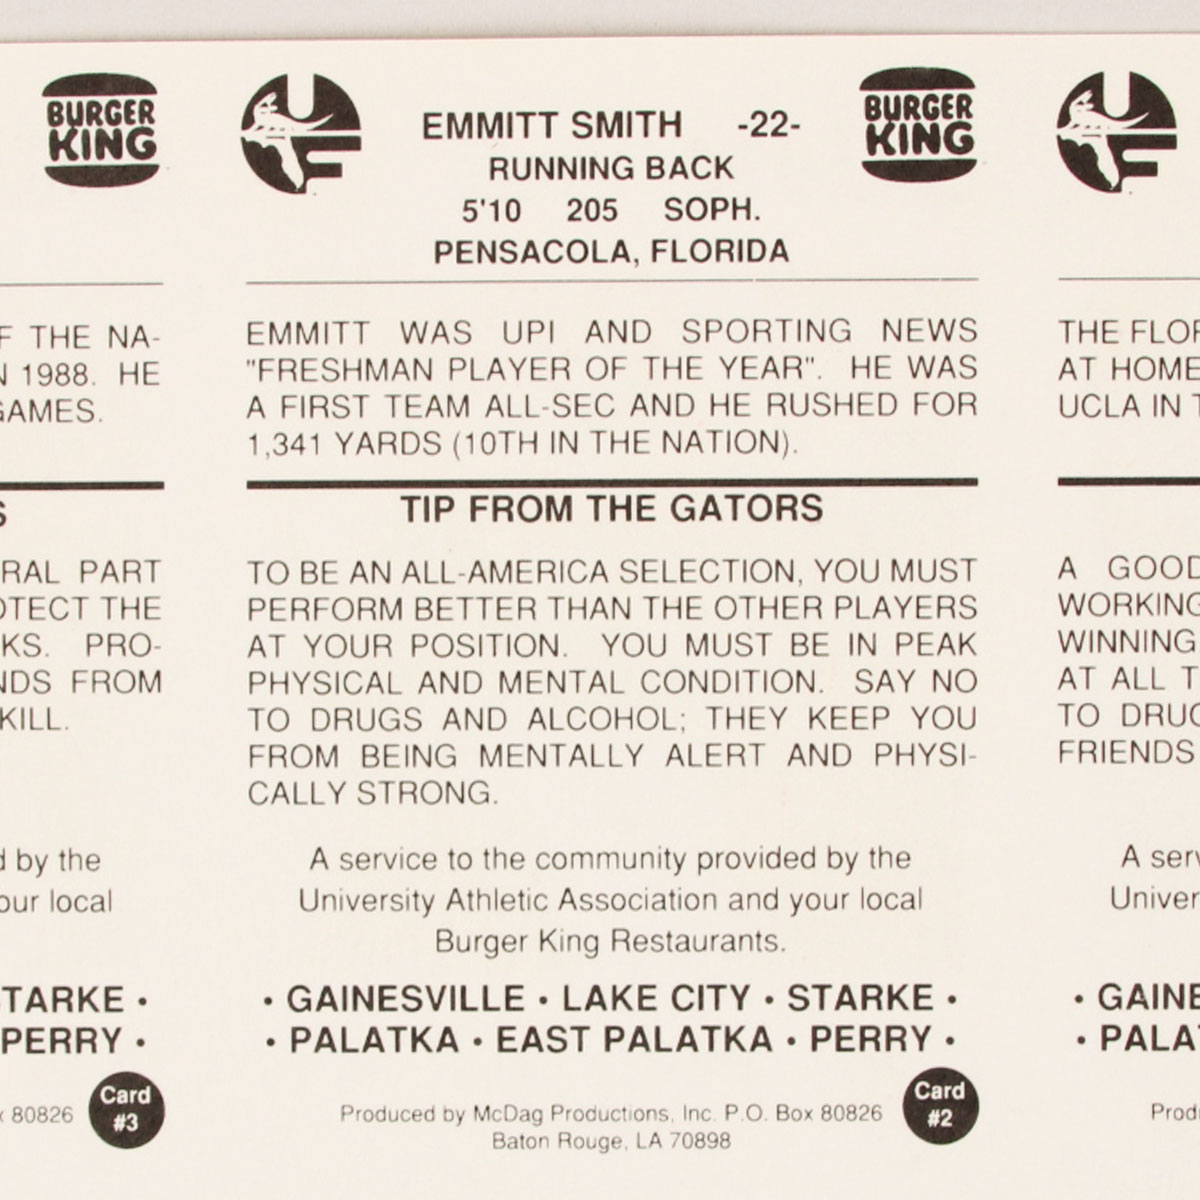 BURGER
KING
F THE NA-
1988. HE
GAMES.
RAL PART
OTECT THE
KS. PRO-
NDS FROM
KILL.
d by the
our local
TARKE •
PERRY •
80826
Card
#3
UF
EMMITT SMITH -22-
RUNNING BACK
5'10 205 SOPH.
PENSACOLA, FLORIDA
BURGER
KING
EMMITT WAS UPI AND SPORTING NEWS
"FRESHMAN PLAYER OF THE YEAR". HE WAS
A FIRST TEAM ALL-SEC AND HE RUSHED FOR
1,341 YARDS (10TH IN THE NATION).
TIP FROM THE GATORS
TO BE AN ALL-AMERICA SELECTION, YOU MUST
PERFORM BETTER THAN THE OTHER PLAYERS
AT YOUR POSITION. YOU MUST BE IN PEAK
PHYSICAL AND MENTAL CONDITION. SAY NO
TO DRUGS AND ALCOHOL; THEY KEEP YOU
FROM BEING MENTALLY ALERT AND PHYSI-
CALLY STRONG.
A service to the community provided by the
University Athletic Association and your local
Burger King Restaurants.
• GAINESVILLE • LAKE CITY • STARKE •
• PALATKA • EAST PALATKA • PERRY •
Produced by McDag Productions, Inc. P.O. Box 80826
Baton Rouge, LA 70898
Card
#2
UF
THE FLOR
AT HOME
UCLA IN T
A GOOD
WORKING
WINNING
AT ALL T
TO DRUG
FRIENDS
A serv
Univer
• GAINE
• PALAT
Prod